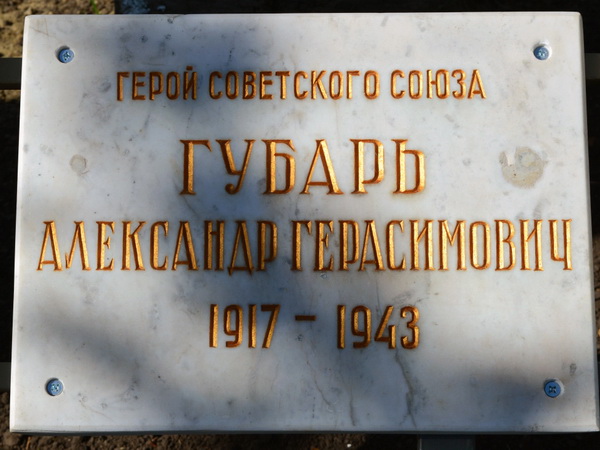 ГЕРОЙ СОВЕТСКОГО СОЮЗА
ГУБАРЬ
АЛЕКСАНДР ГЕРАСИМОВИЧ
1917 - 1943